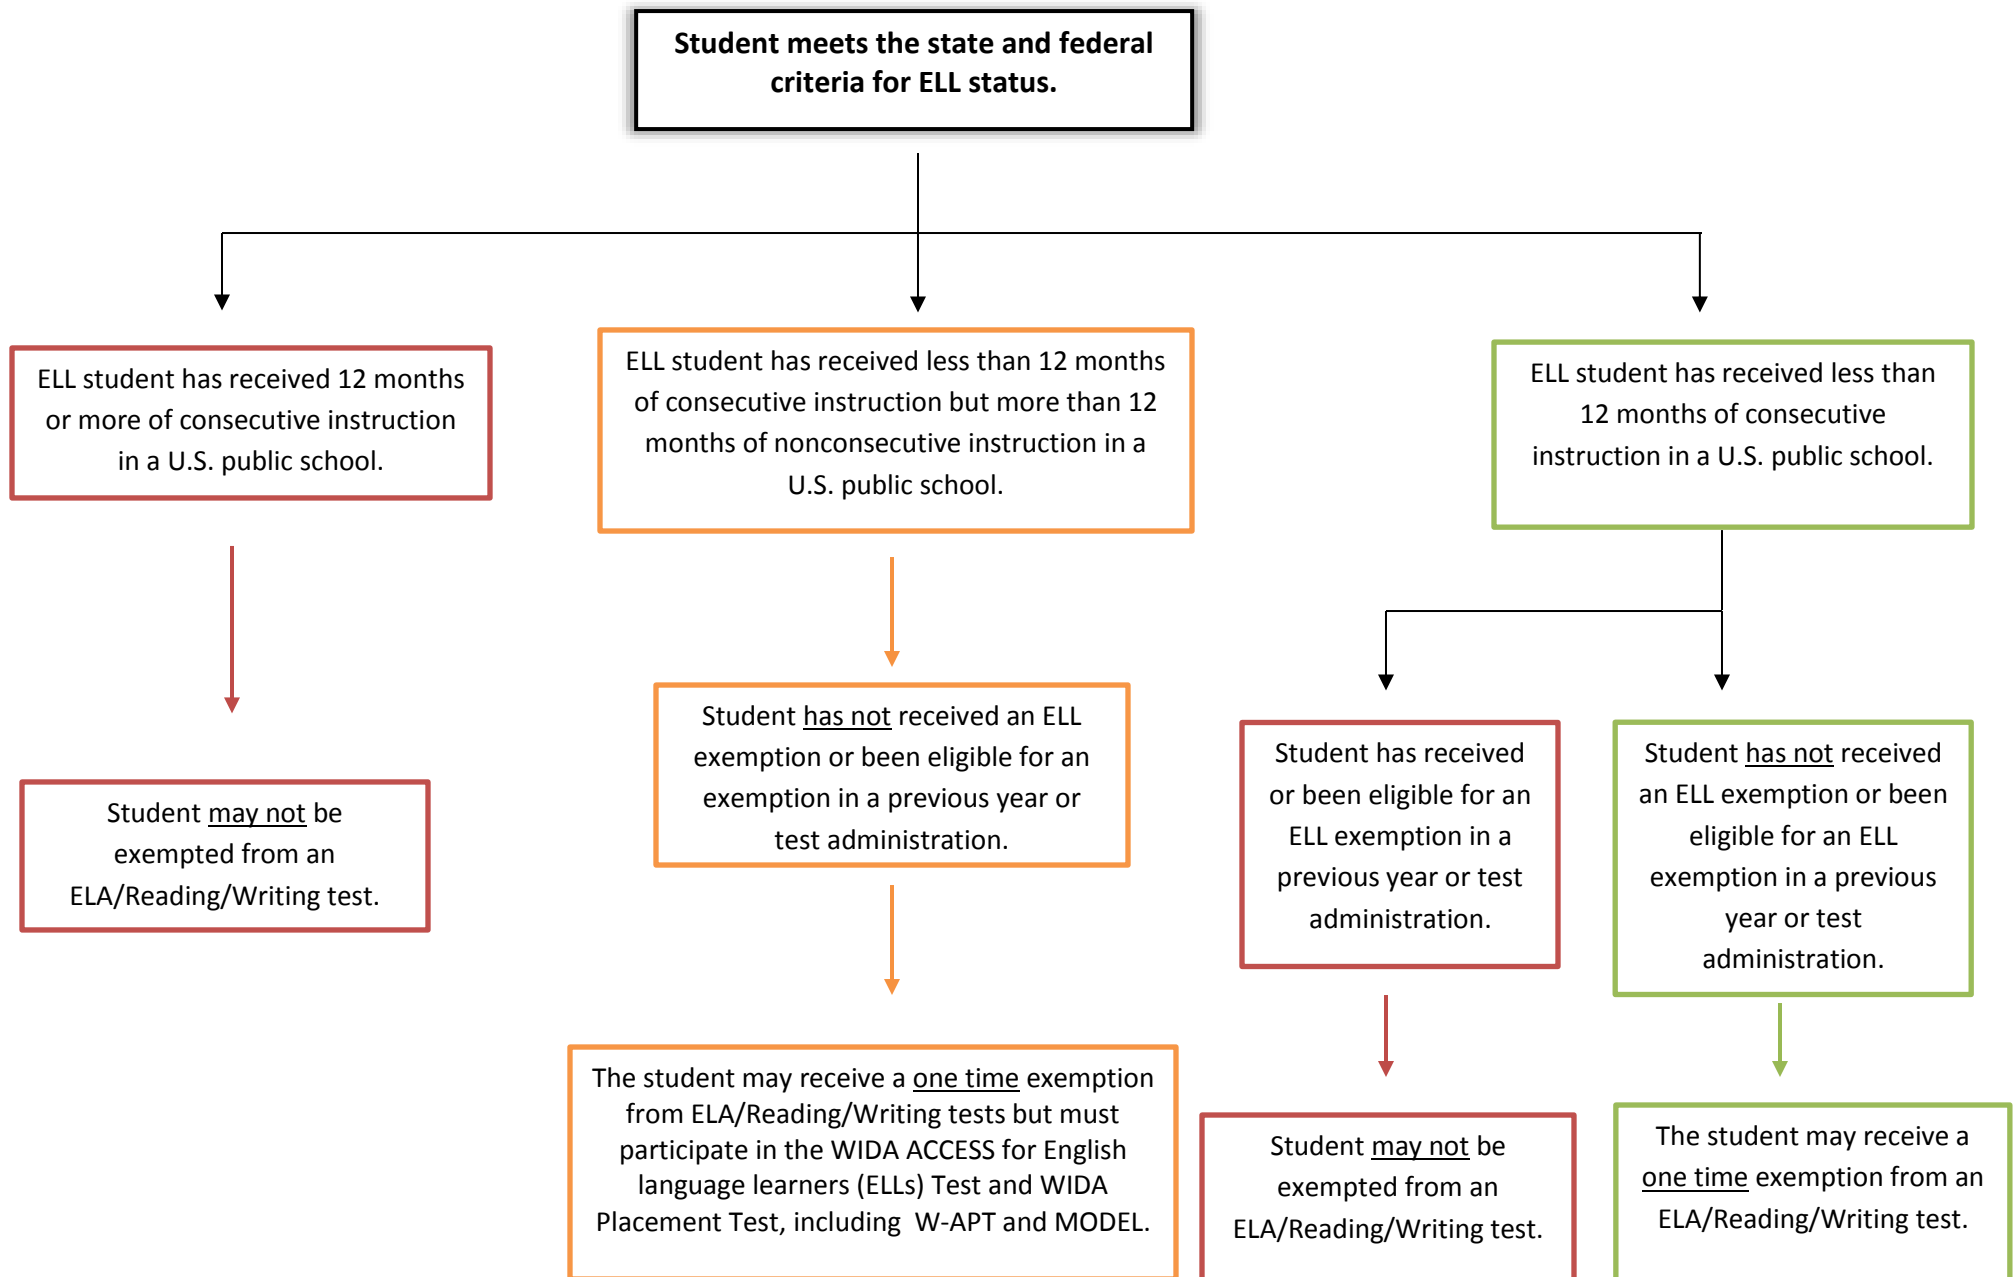 Student meets the state and federal
criteria for ELL status.
ELL student has received 12 months
or more of consecutive instruction
in a U.S. public school.
ELL student has received less than 12 months
of consecutive instruction but more than 12
months of nonconsecutive instruction in a
U.S. public school.
ELL student has received less than
12 months of consecutive
instruction in a U.S. public school.
Student may not be
exempted from an
ELA/Reading/Writing test.
Student has not received an ELL
exemption or been eligible for an
exemption in a previous year or
test administration.
Student has received
or been eligible for an
ELL exemption in a
previous year or test
administration.
Student has not received
an ELL exemption or been
eligible for an ELL
exemption in a previous
year or test
administration.
The student may receive a one time exemption
from ELA/Reading/Writing tests but must
participate in the WIDA ACCESS for English
language learners (ELLs) Test and WIDA
Placement Test, including W-APT and MODEL.
Student may not be
exempted from an
ELA/Reading/Writing test.
The student may receive a
one time exemption from an
ELA/Reading/Writing test.